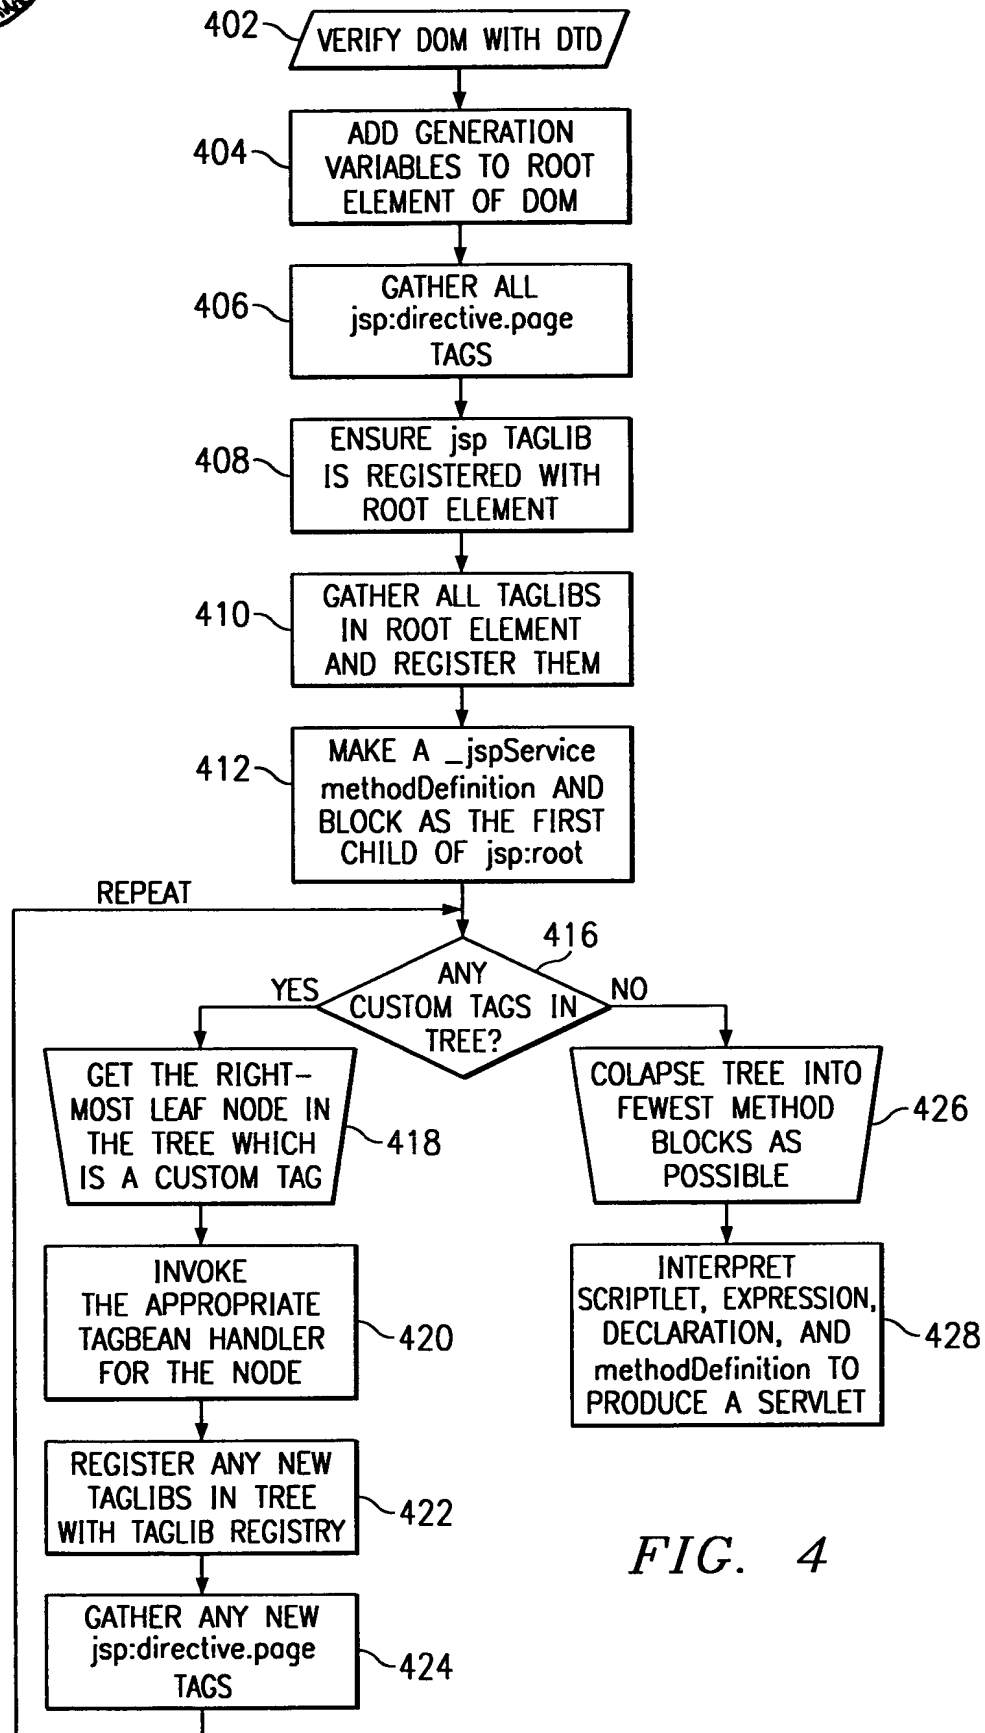 402
VERIFY DOM WITH DTD
404
ADD GENERATION
VARIABLES TO ROOT
ELEMENT OF DOM
406
GATHER ALL
jsp:directive.page
TAGS
408
ENSURE jsp TAGLIB
IS REGISTERED WITH
ROOT ELEMENT
410
GATHER ALL TAGLIBS
IN ROOT ELEMENT
AND REGISTER THEM
412
MAKE A _jspService
methodDefinition AND
BLOCK AS THE FIRST
CHILD OF jsp:root
REPEAT
416
ANY
CUSTOM TAGS IN
TREE?
YES
NO
GET THE RIGHT-
MOST LEAF NODE IN
THE TREE WHICH
IS A CUSTOM TAG
418
COLAPSE TREE INTO
FEWEST METHOD
BLOCKS AS
POSSIBLE
426
INVOKE
THE APPROPRIATE
TAGBEAN HANDLER
FOR THE NODE
420
INTERPRET
SCRIPTLET, EXPRESSION,
DECLARATION, AND
methodDefinition TO
PRODUCE A SERVLET
428
REGISTER ANY NEW
TAGLIBS IN TREE
WITH TAGLIB REGISTRY
422
GATHER ANY NEW
jsp:directive.page
TAGS
424
FIG. 4